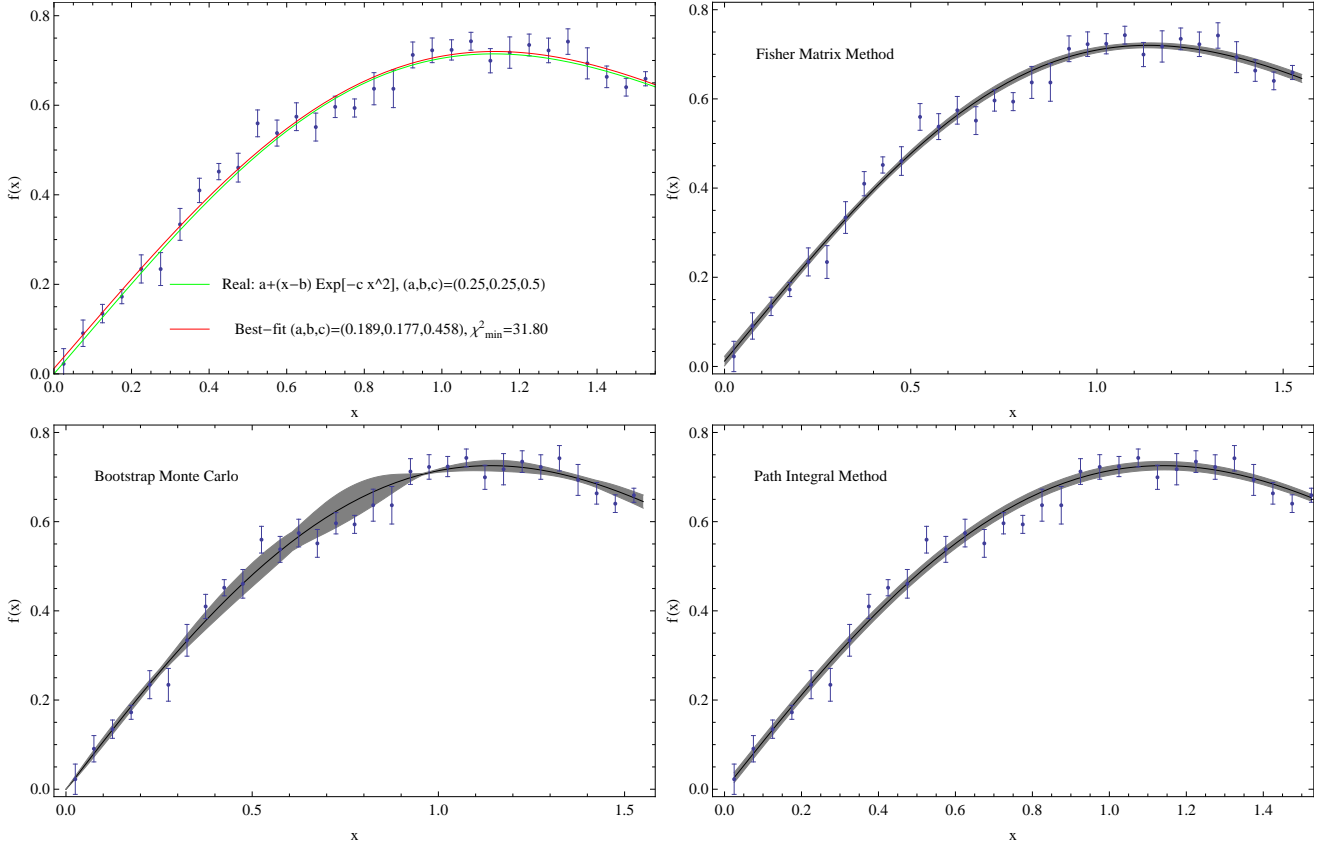 0.8
0.6
0.4
0.2
0.0
f(x)
Real: a+(x−b) Exp[−c x^2], (a,b,c)=(0.25,0.25,0.5)
Best−fit (a,b,c)=(0.189,0.177,0.458), χ²min=31.80
0.0 0.2 0.4 0.6 0.8 1.0 1.2 1.4
x
Fisher Matrix Method
0.8
0.6
0.4
0.2
0.0
f(x)
0.0 0.5 1.0 1.5
x
Bootstrap Monte Carlo
0.8
0.6
0.4
0.2
0.0
f(x)
0.0 0.5 1.0 1.5
x
Path Integral Method
0.8
0.6
0.4
0.2
0.0
f(x)
0.0 0.2 0.4 0.6 0.8 1.0 1.2 1.4
x